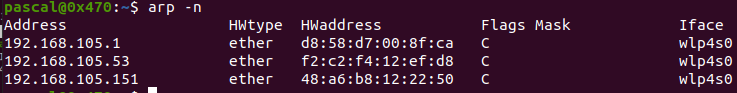 pascal@0x470:~$ arp -n
Address HWtype HWaddress Flags Mask Iface
192.168.105.1 ether d8:58:d7:00:8f:ca C wlp4s0
192.168.105.53 ether f2:c2:f4:12:ef:d8 C wlp4s0
192.168.105.151 ether 48:a6:b8:12:22:50 C wlp4s0